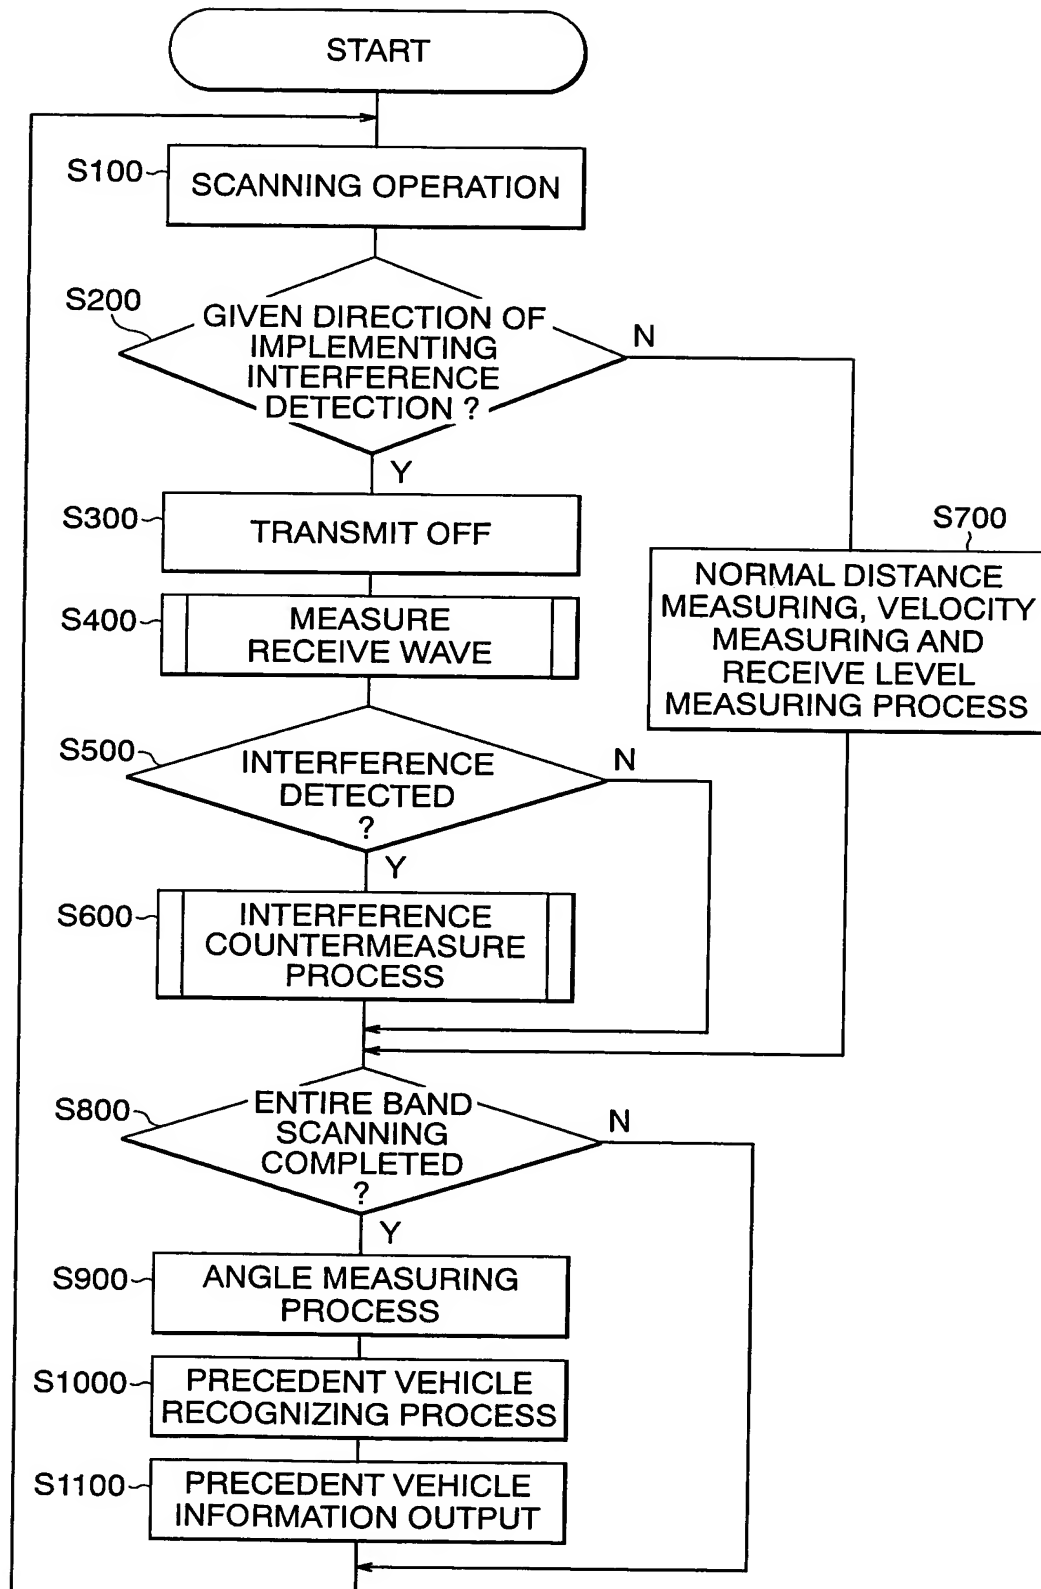 START
S100
SCANNING OPERATION
S200
GIVEN DIRECTION OF
IMPLEMENTING
INTERFERENCE
DETECTION ?
N
Y
S300
TRANSMIT OFF
S700
NORMAL DISTANCE
MEASURING, VELOCITY
MEASURING AND
RECEIVE LEVEL
MEASURING PROCESS
S400
MEASURE
RECEIVE WAVE
S500
INTERFERENCE
DETECTED
?
N
Y
S600
INTERFERENCE
COUNTERMEASURE
PROCESS
S800
ENTIRE BAND
SCANNING
COMPLETED
?
N
Y
S900
ANGLE MEASURING
PROCESS
S1000
PRECEDENT VEHICLE
RECOGNIZING PROCESS
S1100
PRECEDENT VEHICLE
INFORMATION OUTPUT